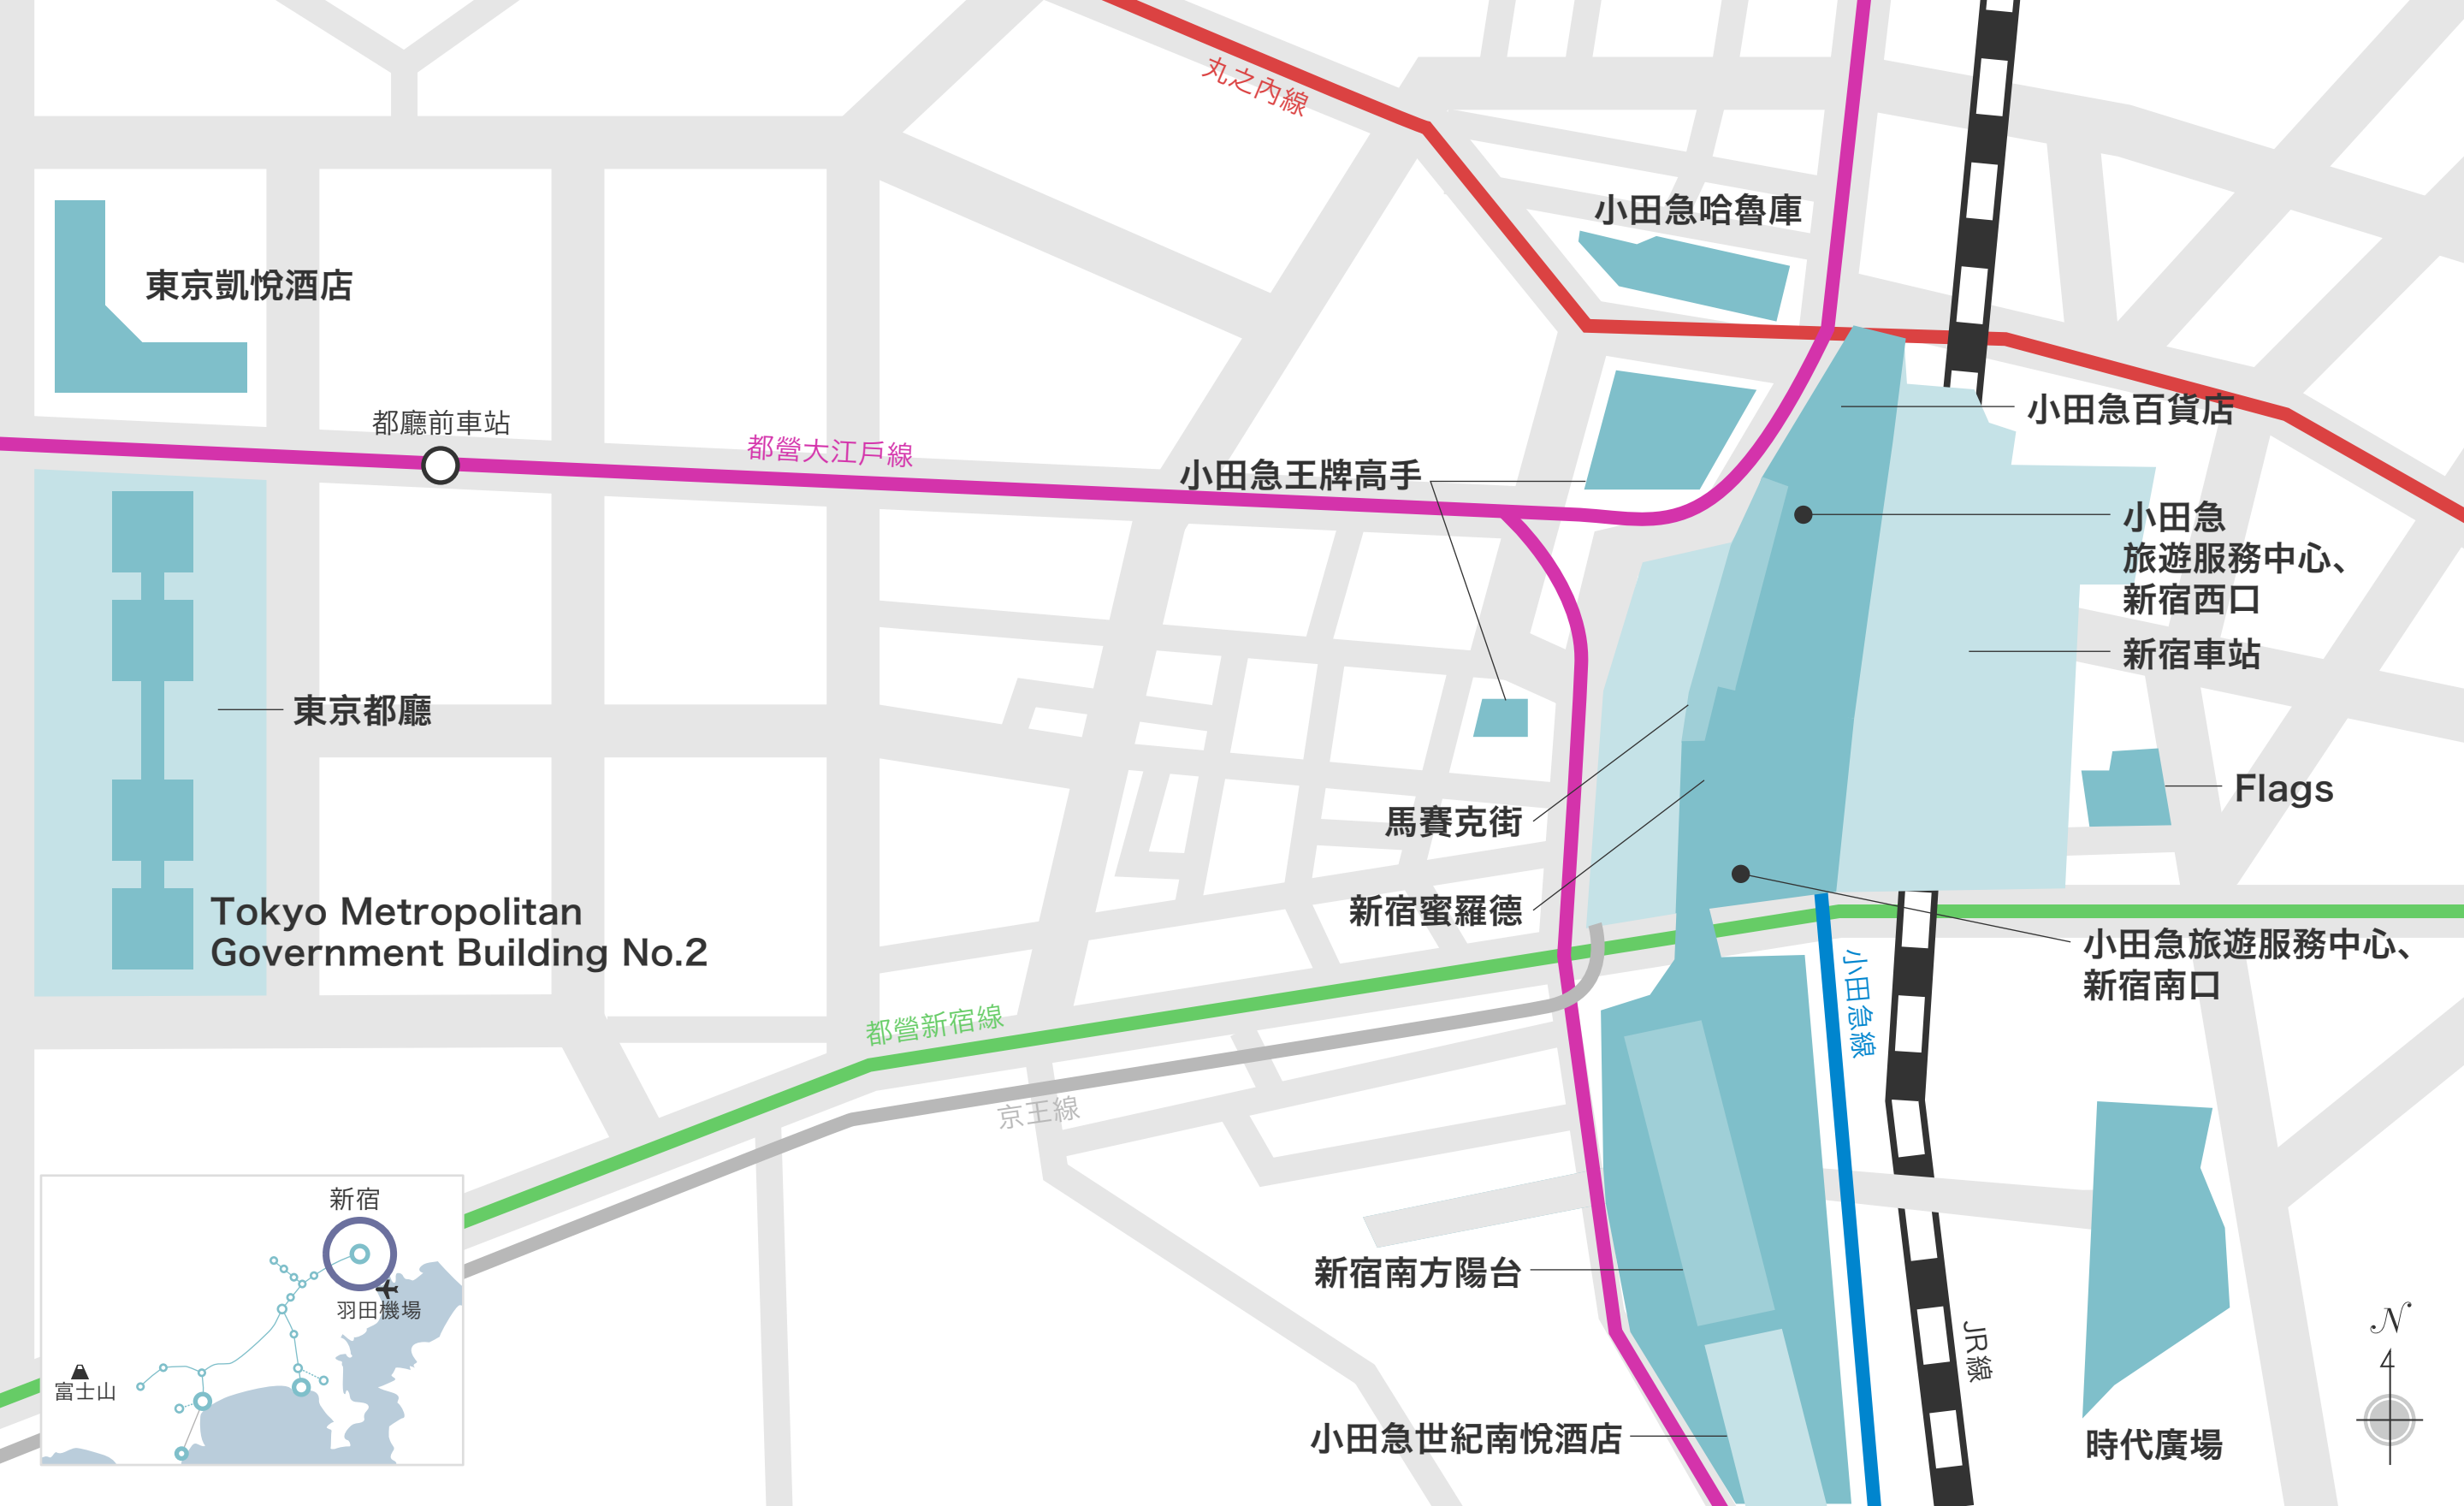 丸之內線
小田急哈魯庫
東京凱悅酒店
都廳前車站
都營大江戶線
小田急王牌高手
小田急百貨店
小田急
旅遊服務中心、
新宿西口
新宿車站
東京都廳
Flags
馬賽克街
新宿蜜羅德
Tokyo Metropolitan
Government Building No.2
小田急旅遊服務中心、
新宿南口
小田急線
都營新宿線
京王線
新宿
羽田機場
富士山
新宿南方陽台
JR線
小田急世紀南悅酒店
時代廣場
N